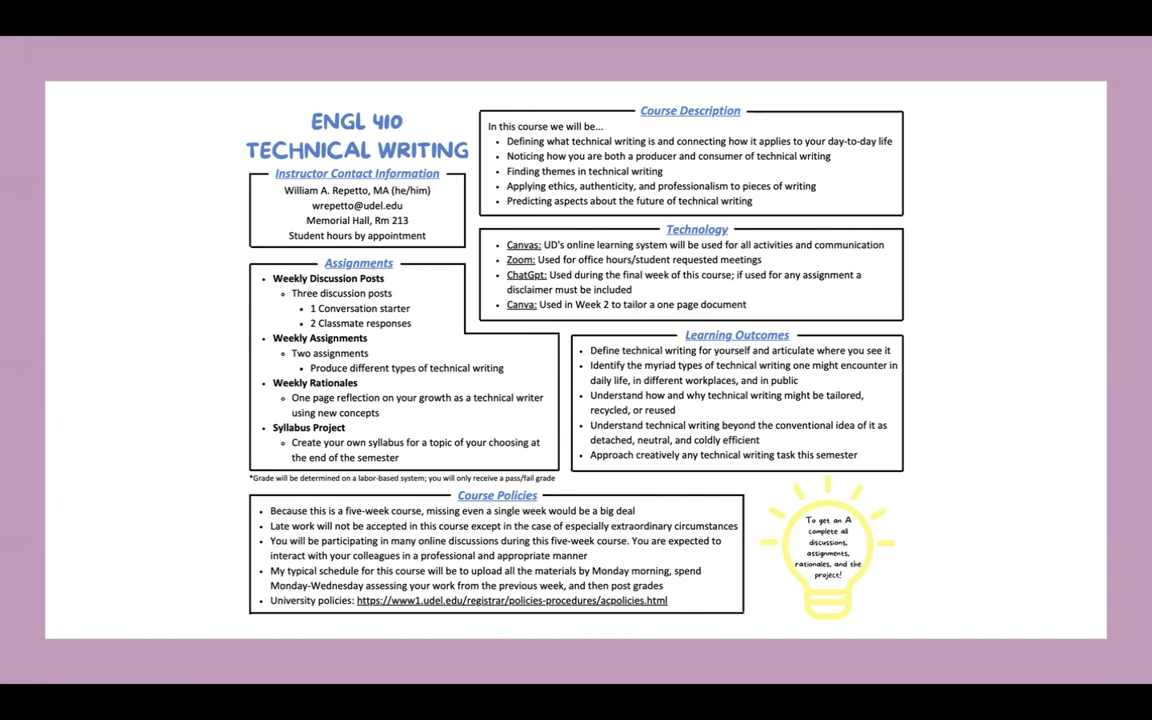 ENGL 410
TECHNICAL WRITING
Instructor Contact Information
William A. Repetto, MA (he/him)
wrepetto@udel.edu
Memorial Hall, Rm 213
Student hours by appointment
Course Description
In this course we will be...
• Defining what technical writing is and connecting how it applies to your day-to-day life
• Noticing how you are both a producer and consumer of technical writing
• Finding themes in technical writing
• Applying ethics, authenticity, and professionalism to pieces of writing
• Predicting aspects about the future of technical writing
Technology
• Canvas: UD's online learning system will be used for all activities and communication
• Zoom: Used for office hours/student requested meetings
• ChatGpt: Used during the final week of this course; if used for any assignment a
disclaimer must be included
• Canva: Used in Week 2 to tailor a one page document
Assignments
• Weekly Discussion Posts
○ Three discussion posts
▪ 1 Conversation starter
▪ 2 Classmate responses
• Weekly Assignments
○ Two assignments
▪ Produce different types of technical writing
• Weekly Rationales
○ One page reflection on your growth as a technical writer
using new concepts
• Syllabus Project
○ Create your own syllabus for a topic of your choosing at
the end of the semester
*Grade will be determined on a labor-based system; you will only receive a pass/fail grade
Learning Outcomes
• Define technical writing for yourself and articulate where you see it
• Identify the myriad types of technical writing one might encounter in
daily life, in different workplaces, and in public
• Understand how and why technical writing might be tailored,
recycled, or reused
• Understand technical writing beyond the conventional idea of it as
detached, neutral, and coldly efficient
• Approach creatively any technical writing task this semester
Course Policies
• Because this is a five-week course, missing even a single week would be a big deal
• Late work will not be accepted in this course except in the case of especially extraordinary circumstances
• You will be participating in many online discussions during this five-week course. You are expected to
interact with your colleagues in a professional and appropriate manner
• My typical schedule for this course will be to upload all the materials by Monday morning, spend
Monday-Wednesday assessing your work from the previous week, and then post grades
• University policies: https://www1.udel.edu/registrar/policies-procedures/acpolicies.html
To get an A
complete all
discussions,
assignments,
rationales, and the
project!